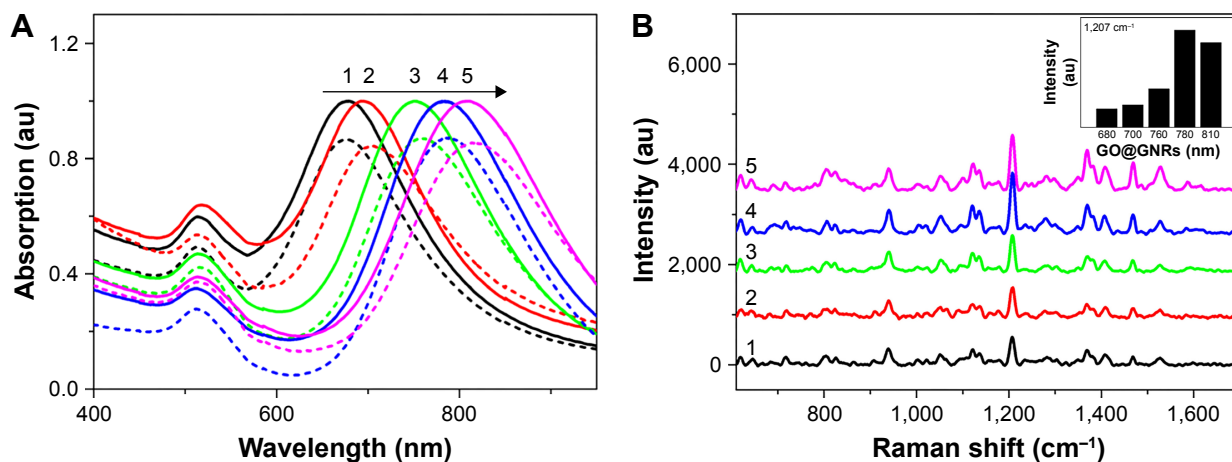 A
1.2
0.8
0.4
0.0
Absorption (au)
1 2 3 4 5
400 600 800
Wavelength (nm)
B
6,000
4,000
2,000
0
Intensity (au)
5
4
3
2
1
800 1,000 1,200 1,400 1,600
Raman shift (cm⁻¹)
1,207 cm⁻¹
Intensity
(au)
680 700 760 780 810
GO@GNRs (nm)